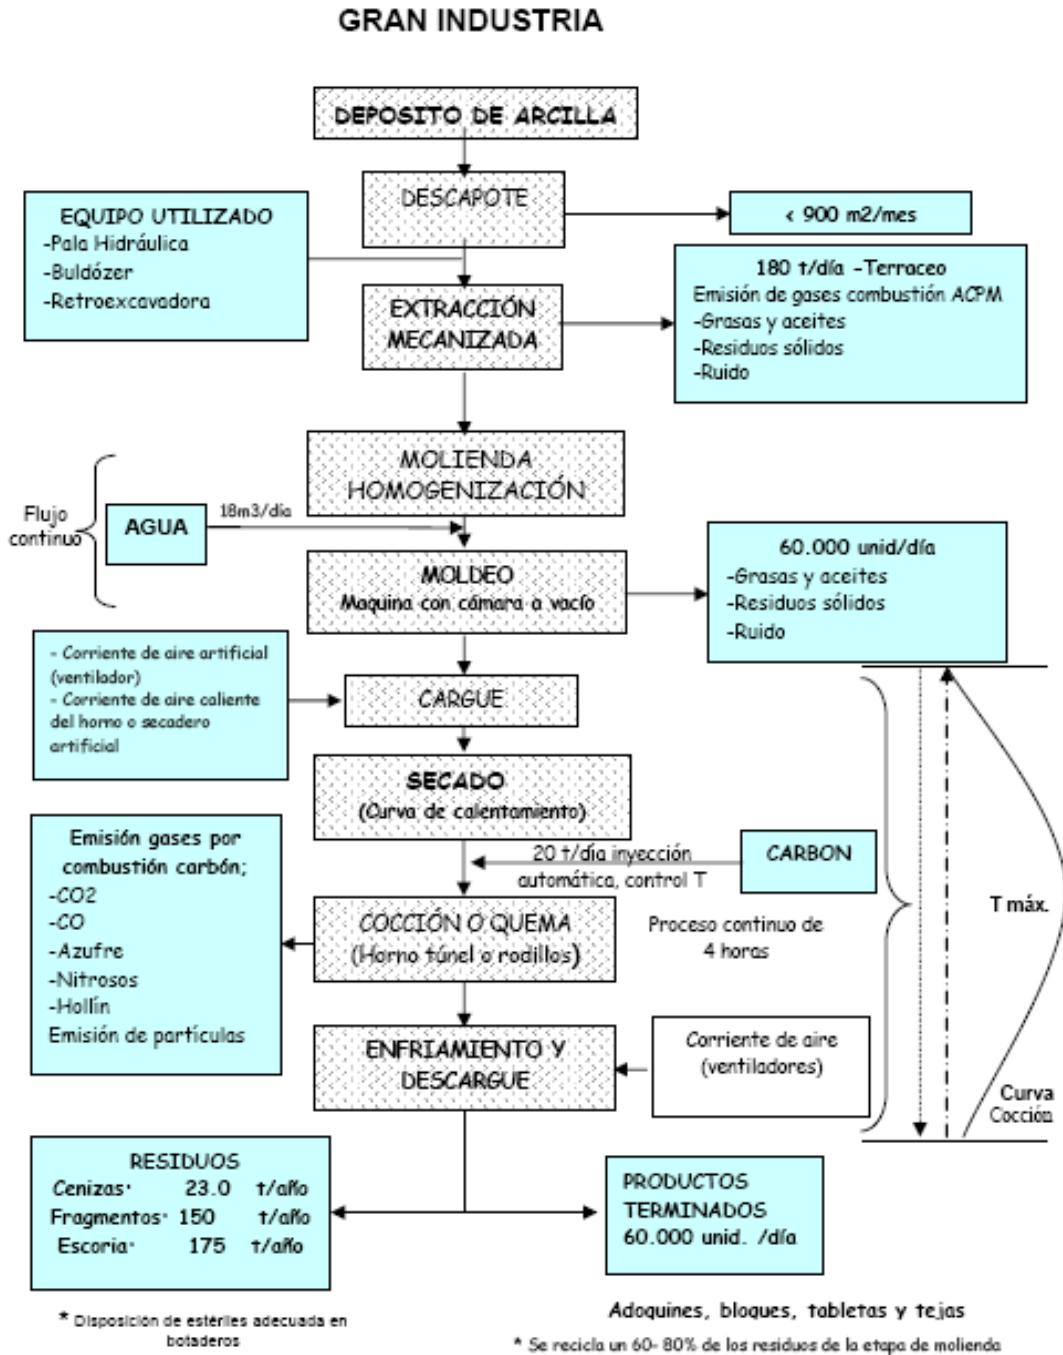 GRAN INDUSTRIA
DEPOSITO DE ARCILLA
DESCAPOTE
< 900 m2/mes
EQUIPO UTILIZADO
-Pala Hidráulica
-Buldózer
-Retroexcavadora
180 t/día -Terraceo
Emisión de gases combustión ACPM
-Grasas y aceites
-Residuos sólidos
-Ruido
EXTRACCIÓN
MECANIZADA
MOLIENDA
HOMOGENIZACIÓN
Flujo
continuo
AGUA
18m3/día
MOLDEO
Maquina con cámara a vacío
60.000 unid/día
-Grasas y aceites
-Residuos sólidos
-Ruido
- Corriente de aire artificial
(ventilador)
- Corriente de aire caliente
del horno o secadero
artificial
CARGUE
SECADO
(Curva de calentamiento)
20 t/día inyección
automática, control T
CARBON
Emisión gases por
combustión carbón;
-CO2
-CO
-Azufre
-Nitrosos
-Hollín
Emisión de partículas
COCCIÓN O QUEMA
(Horno túnel o rodillos)
Proceso continuo de
4 horas
T máx.
ENFRIAMIENTO Y
DESCARGUE
Corriente de aire
(ventiladores)
Curva
Cocción
RESIDUOS
Cenizas· 23.0 t/año
Fragmentos· 150 t/año
Escoria· 175 t/año
PRODUCTOS
TERMINADOS
60.000 unid. /día
* Disposición de estériles adecuada en
botaderos
Adoquines, bloques, tabletas y tejas
* Se recicla un 60- 80% de los residuos de la etapa de molienda